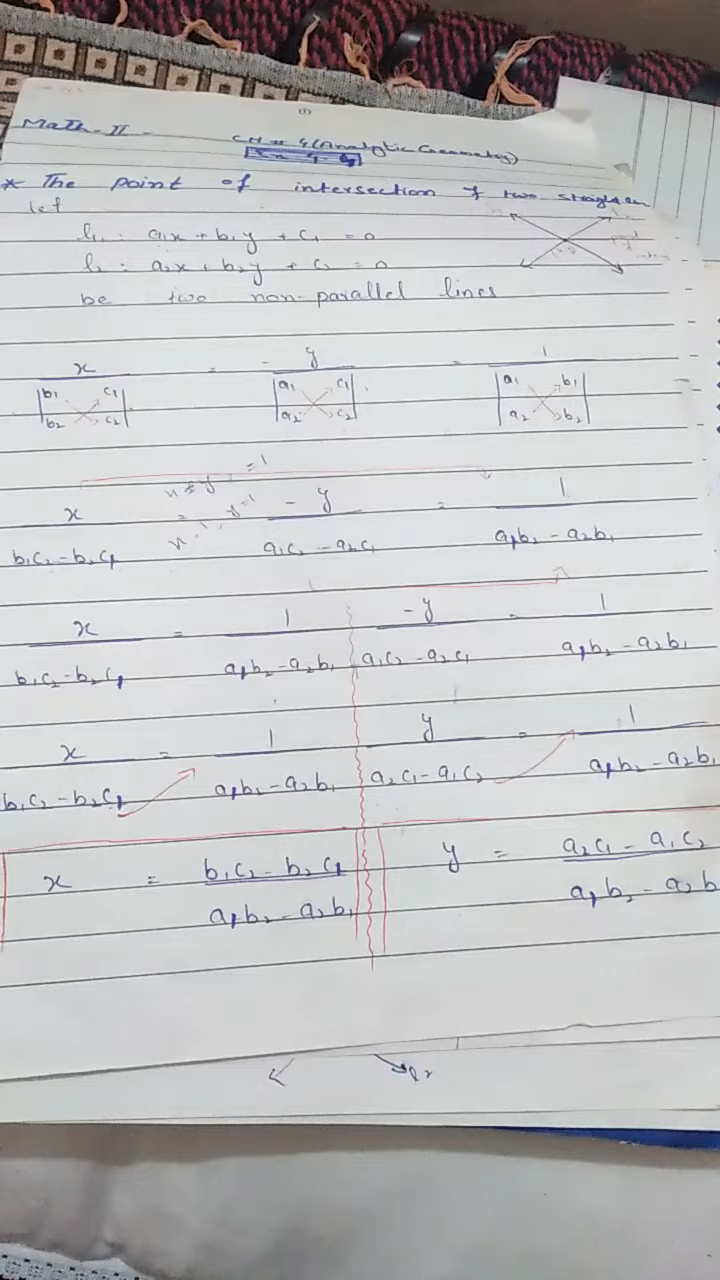 Math-II
CH # 4 (Analytic Geometry)
* The point of intersection of two straight
let
l₁ : a₁x + b₁y + c₁ = 0
l₂ : a₂x + b₂y + c₂ = 0
be two non-parallel lines
x = -y = 1
|b₁ c₁| |a₁ c₁| |a₁ b₁|
|b₂ c₂| |a₂ c₂| |a₂ b₂|
= 1
x = -y = 1
b₁c₂ - b₂c₁ a₁c₂ - a₂c₁ a₁b₂ - a₂b₁
x = 1 -y = 1
b₁c₂ - b₂c₁ a₁b₂ - a₂b₁ a₁c₂ - a₂c₁ a₁b₂ - a₂b₁
x = 1 y = 1
b₁c₂ - b₂c₁ a₁b₂ - a₂b₁ a₂c₁ - a₁c₂ a₁b₂ - a₂b₁
x = b₁c₂ - b₂c₁ y = a₂c₁ - a₁c₂
a₁b₂ - a₂b₁ a₁b₂ - a₂b
l₂